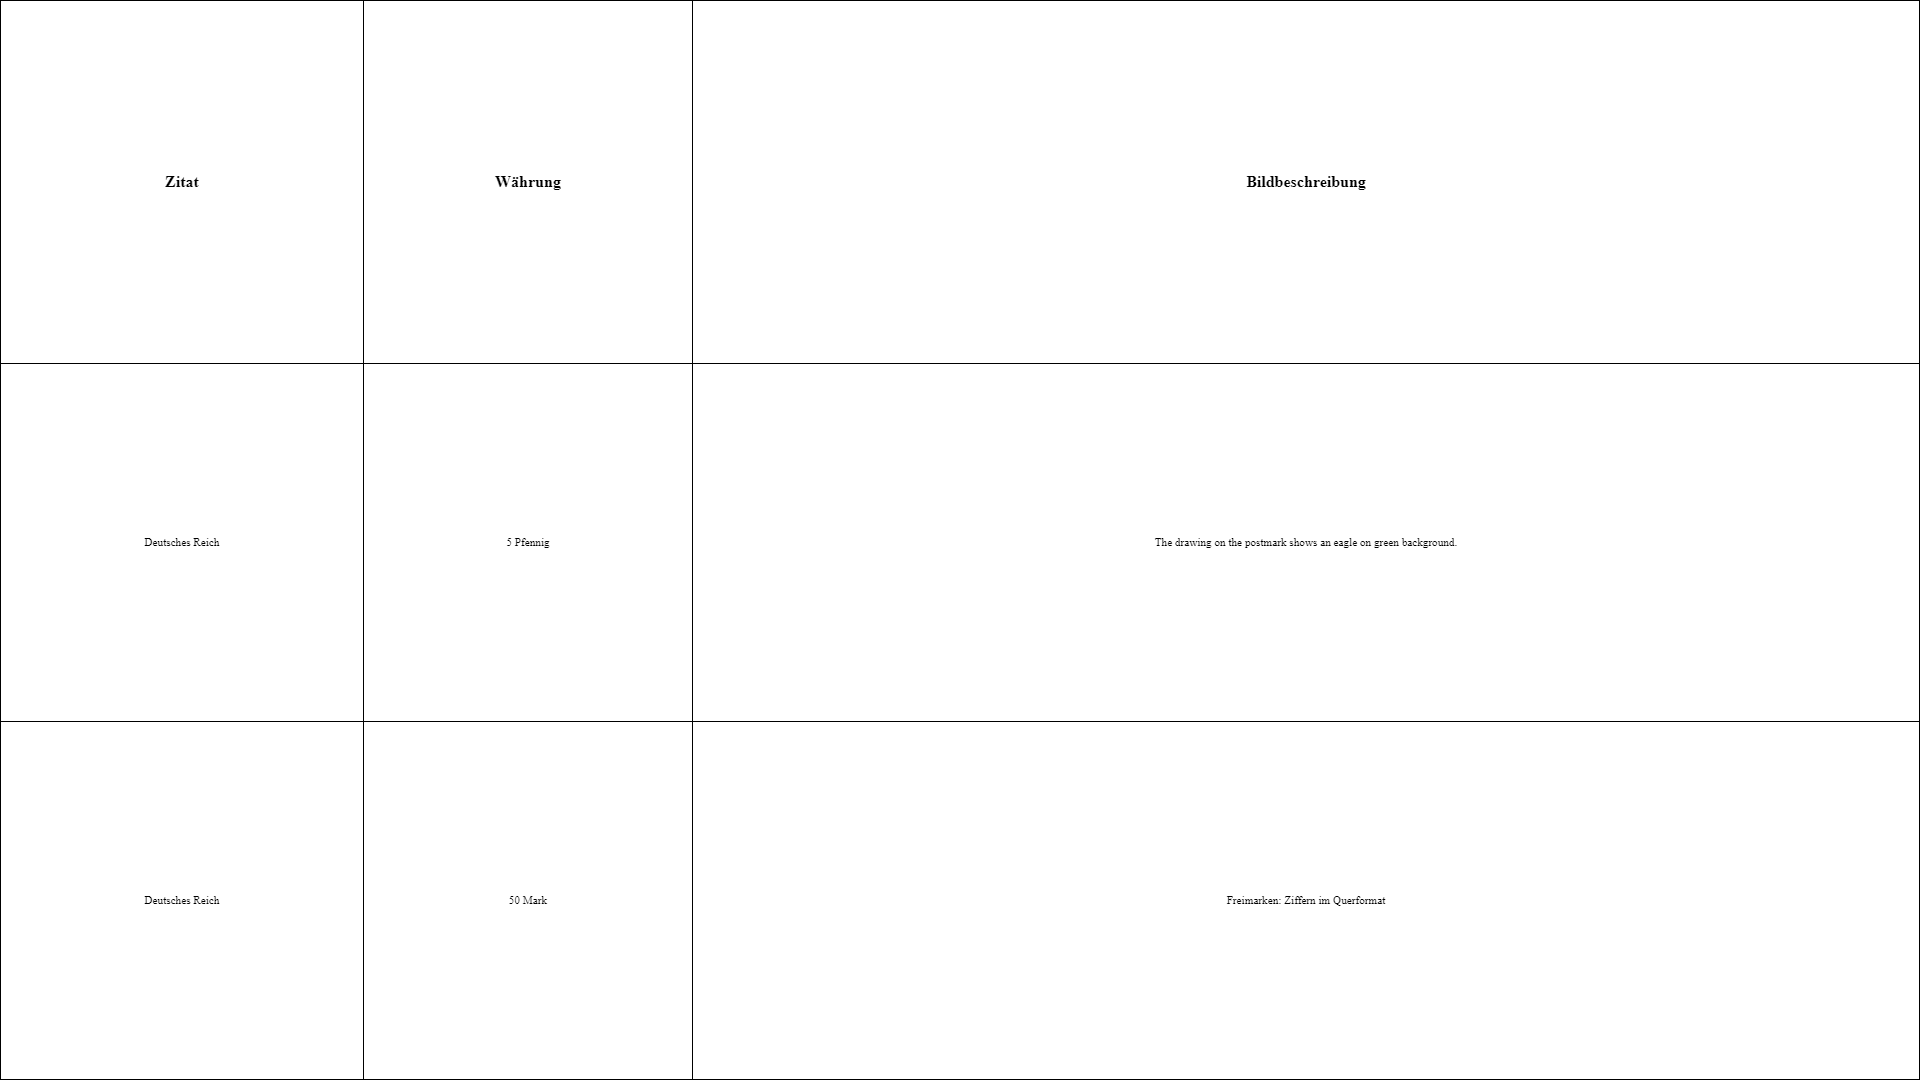 Zitat Währung Bildbeschreibung
Deutsches Reich 5 Pfennig The drawing on the postmark shows an eagle on green background.
Deutsches Reich 50 Mark Freimarken: Ziffern im Querformat